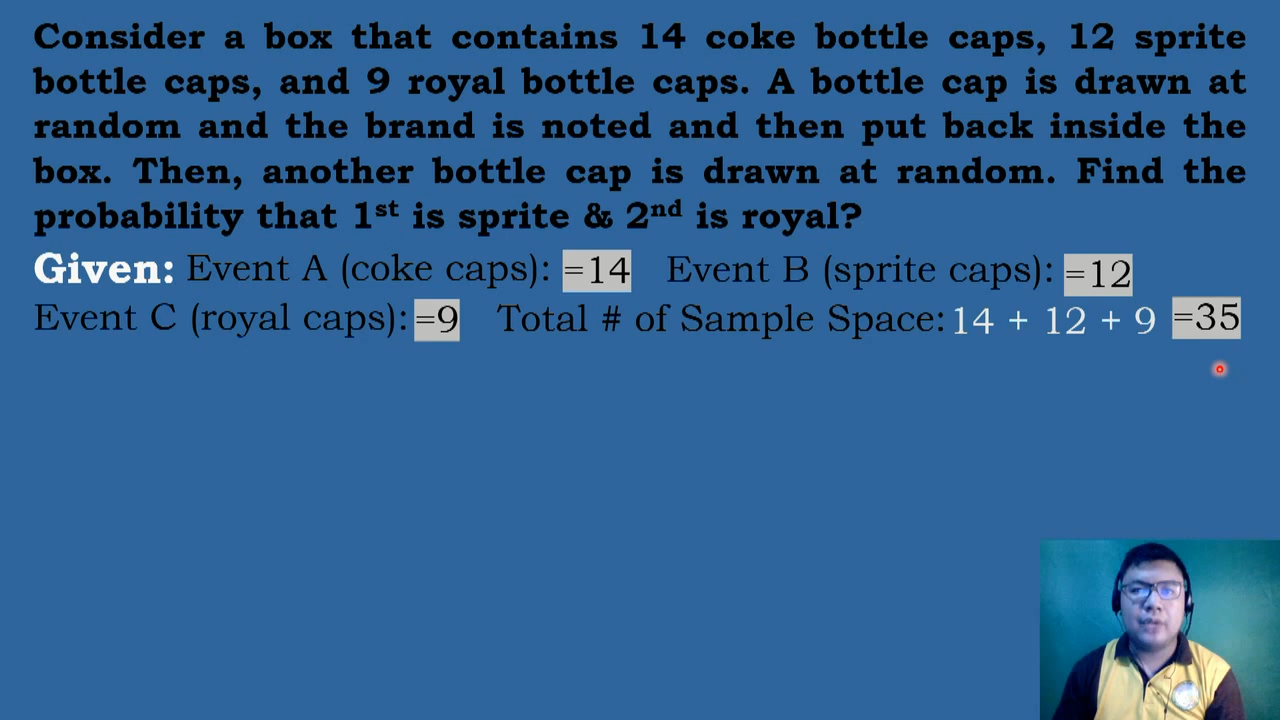 Consider a box that contains 14 coke bottle caps, 12 sprite
bottle caps, and 9 royal bottle caps. A bottle cap is drawn at
random and the brand is noted and then put back inside the
box. Then, another bottle cap is drawn at random. Find the
probability that 1st is sprite & 2nd is royal?
Given: Event A (coke caps): =14 Event B (sprite caps): =12
Event C (royal caps): =9 Total # of Sample Space: 14 + 12 + 9 =35